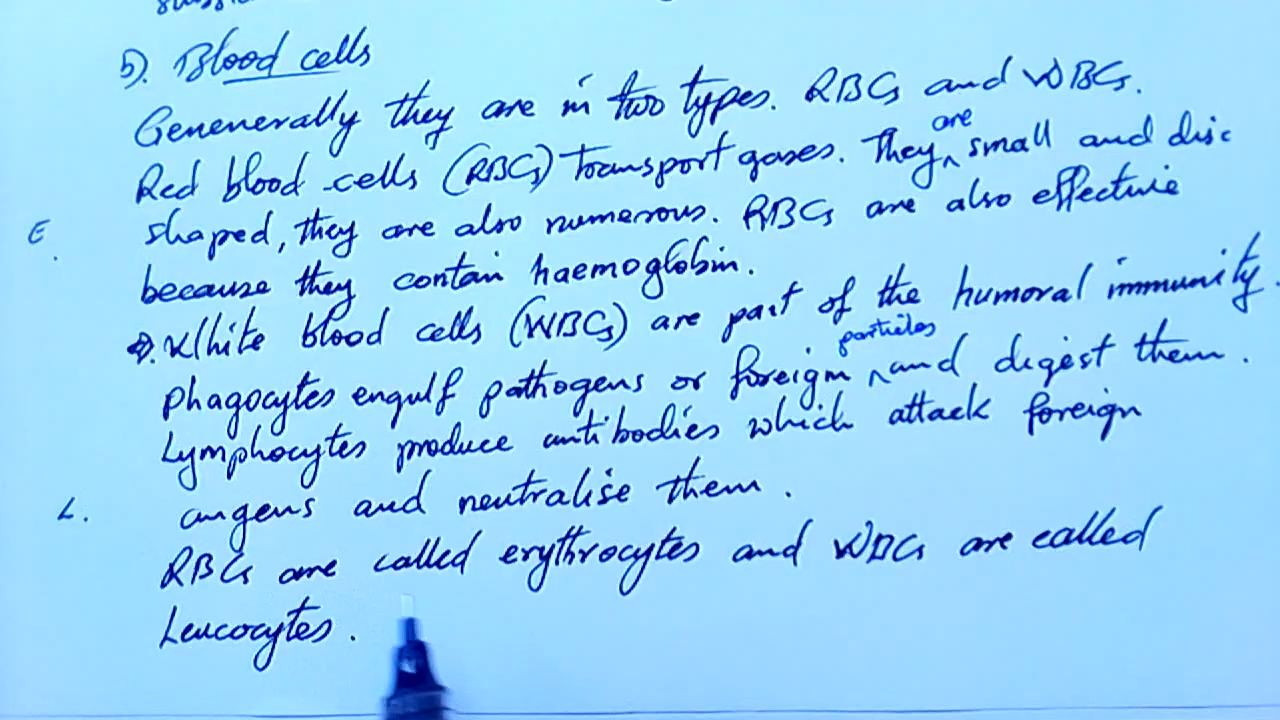 b). Blood cells
Genenerally they are in two types. RBCs and WBCs.
Red blood cells (RBCs) transport gases. They are small and disc
E. shaped, they are also numerous. RBCs are also effective
because they contain haemoglobin.
White blood cells (WBCs) are part of the humoral immunity.
phagocytes engulf pathogens or foreign particles and digest them.
Lymphocytes produce antibodies which attack foreign
L. angens and neutralise them.
RBCs are called erythrocytes and WBCs are called
Leucocytes.